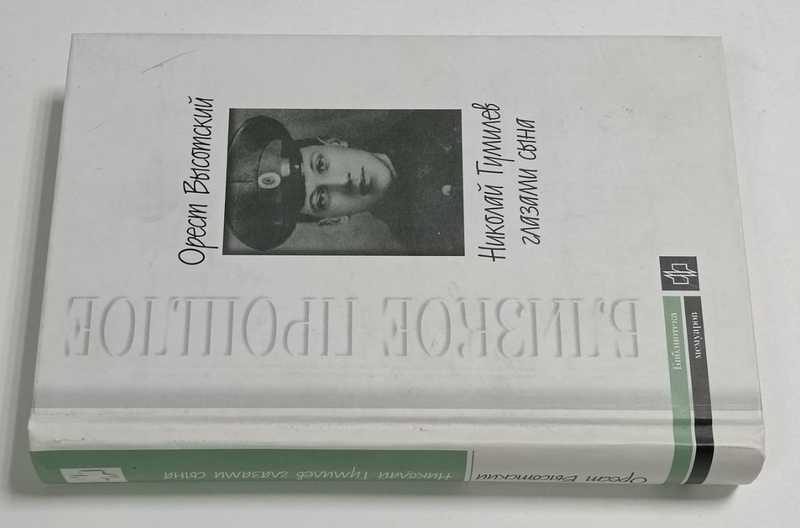 Орест Высотский
Николай Гумилев
глазами сына
БЛИЗКОЕ ПРОШЛОЕ
библиотека
мемуаров
Орест Высотский
Николай Гумилев глазами сына